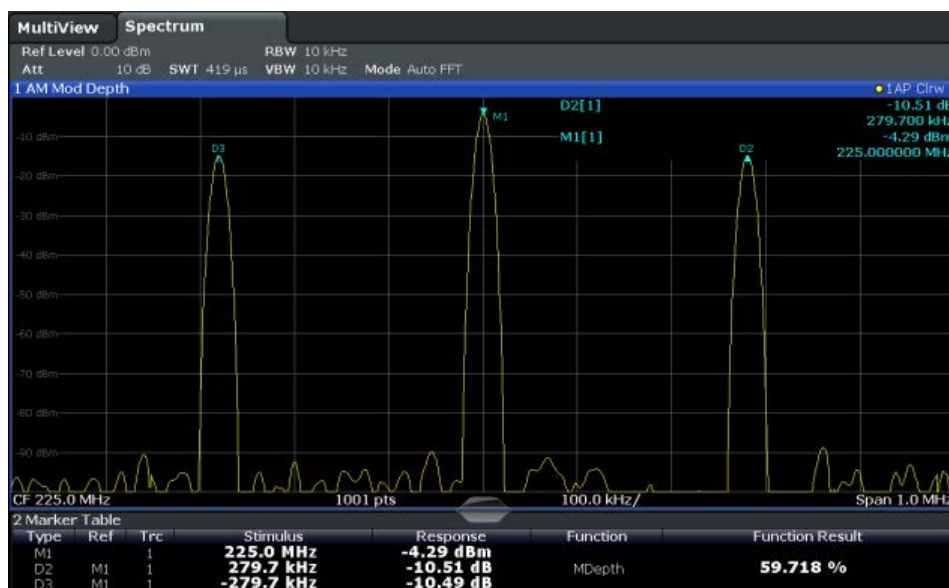 MultiView Spectrum
Ref Level 0.00 dBm RBW 10 kHz
Att 10 dB SWT 419 µs VBW 10 kHz Mode Auto FFT
1 AM Mod Depth 1AP Clrw
D2[1] -10.51 dB
279.700 kHz
M1[1] -4.29 dBm
225.000000 MHz
M1
D3
D2
-10 dBm
-20 dBm
-30 dBm
-40 dBm
-50 dBm
-60 dBm
-70 dBm
-80 dBm
-90 dBm
CF 225.0 MHz 1001 pts 100.0 kHz/ Span 1.0 MHz
2 Marker Table
Type Ref Trc Stimulus Response Function Function Result
M1 1 225.0 MHz -4.29 dBm
D2 M1 1 279.7 kHz -10.51 dB MDepth 59.718 %
D3 M1 1 -279.7 kHz -10.49 dB